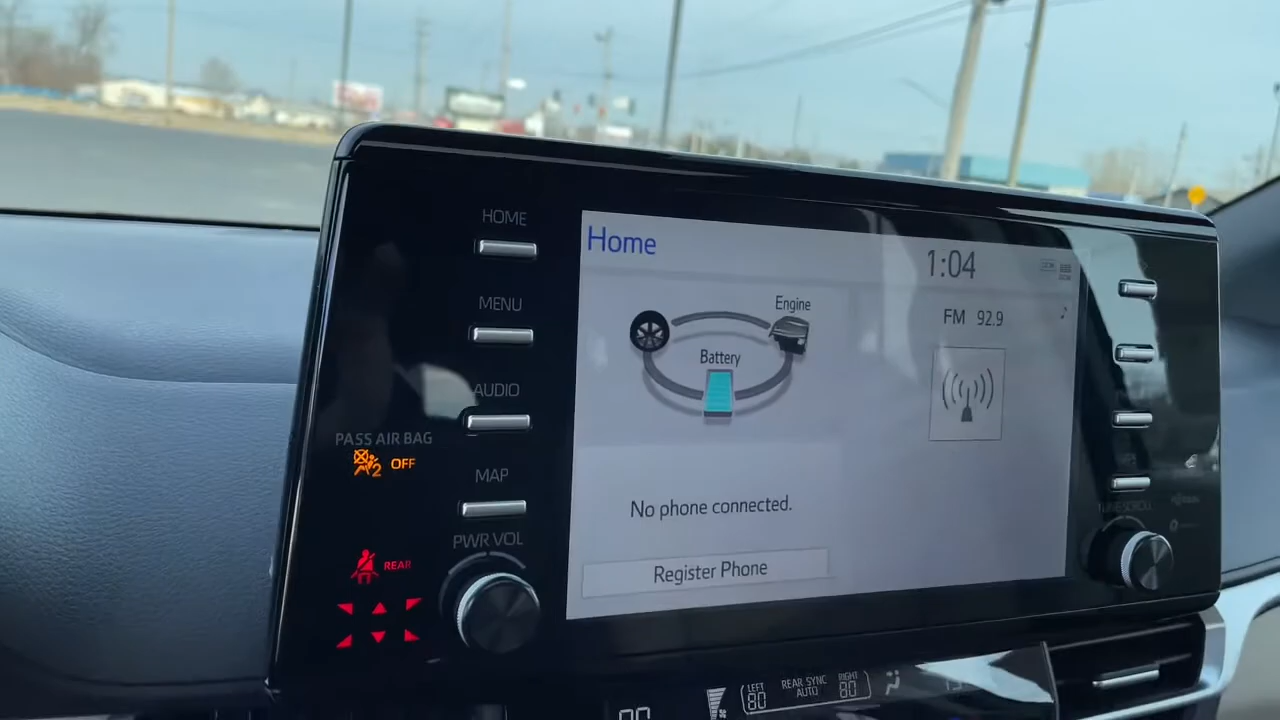 HOME
MENU
AUDIO
PASS AIR BAG
2 OFF
MAP
PWR VOL
REAR
Home
1:04
Engine
Battery
FM 92.9
No phone connected.
Register Phone
LEFT
80
REAR SYNC
AUTO
RIGHT
80